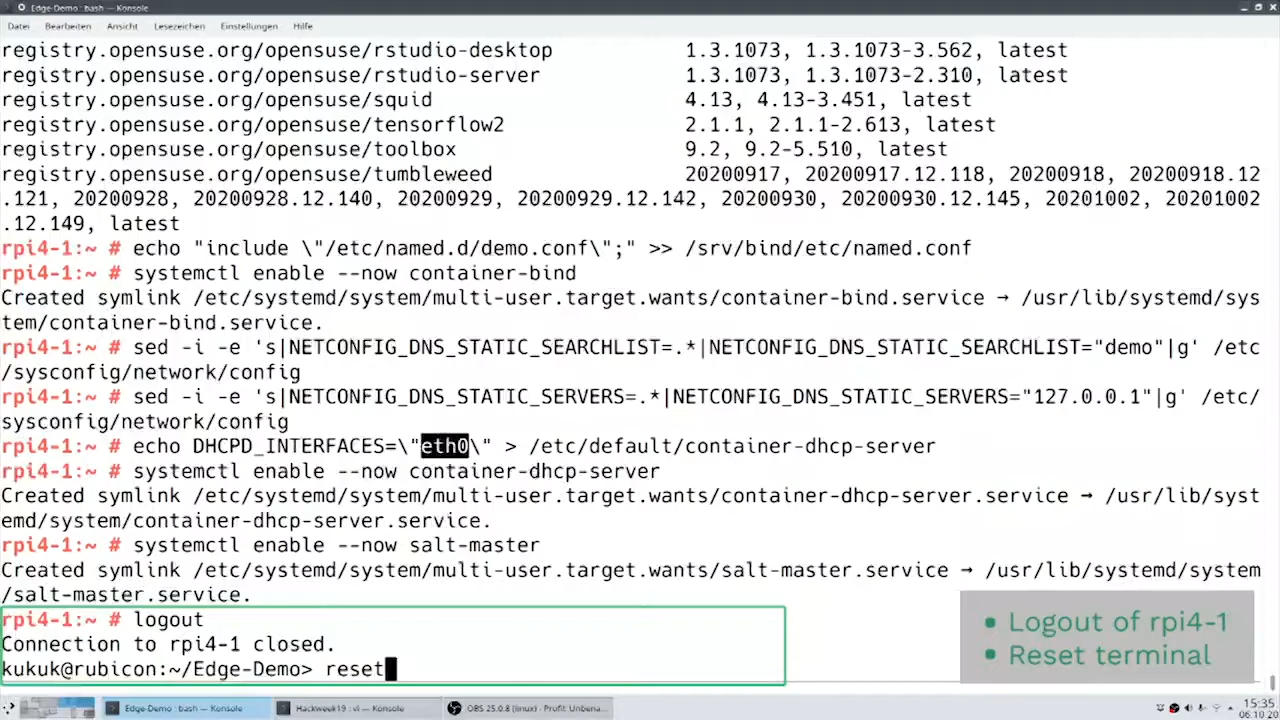 Edge-Demo : bash — Konsole
Datei Bearbeiten Ansicht Lesezeichen Einstellungen Hilfe
registry.opensuse.org/opensuse/rstudio-desktop 1.3.1073, 1.3.1073-3.562, latest
registry.opensuse.org/opensuse/rstudio-server 1.3.1073, 1.3.1073-2.310, latest
registry.opensuse.org/opensuse/squid 4.13, 4.13-3.451, latest
registry.opensuse.org/opensuse/tensorflow2 2.1.1, 2.1.1-2.613, latest
registry.opensuse.org/opensuse/toolbox 9.2, 9.2-5.510, latest
registry.opensuse.org/opensuse/tumbleweed 20200917, 20200917.12.118, 20200918, 20200918.12
.121, 20200928, 20200928.12.140, 20200929, 20200929.12.142, 20200930, 20200930.12.145, 20201002, 20201002
.12.149, latest
rpi4-1:~ # echo "include \"/etc/named.d/demo.conf\";" >> /srv/bind/etc/named.conf
rpi4-1:~ # systemctl enable --now container-bind
Created symlink /etc/systemd/system/multi-user.target.wants/container-bind.service → /usr/lib/systemd/sys
tem/container-bind.service.
rpi4-1:~ # sed -i -e 's|NETCONFIG_DNS_STATIC_SEARCHLIST=.*|NETCONFIG_DNS_STATIC_SEARCHLIST="demo"|g' /etc
/sysconfig/network/config
rpi4-1:~ # sed -i -e 's|NETCONFIG_DNS_STATIC_SERVERS=.*|NETCONFIG_DNS_STATIC_SERVERS="127.0.0.1"|g' /etc/
sysconfig/network/config
rpi4-1:~ # echo DHCPD_INTERFACES=\"eth0\" > /etc/default/container-dhcp-server
rpi4-1:~ # systemctl enable --now container-dhcp-server
Created symlink /etc/systemd/system/multi-user.target.wants/container-dhcp-server.service → /usr/lib/syst
emd/system/container-dhcp-server.service.
rpi4-1:~ # systemctl enable --now salt-master
Created symlink /etc/systemd/system/multi-user.target.wants/salt-master.service → /usr/lib/systemd/system
/salt-master.service.
rpi4-1:~ # logout
Connection to rpi4-1 closed.
kukuk@rubicon:~/Edge-Demo> reset
• Logout of rpi4-1
• Reset terminal
Edge-Demo : bash — Konsole Hackweek19 : vi — Konsole OBS 25.0.8 (linux) - Profil: Unbena... 15:35
06.10.20